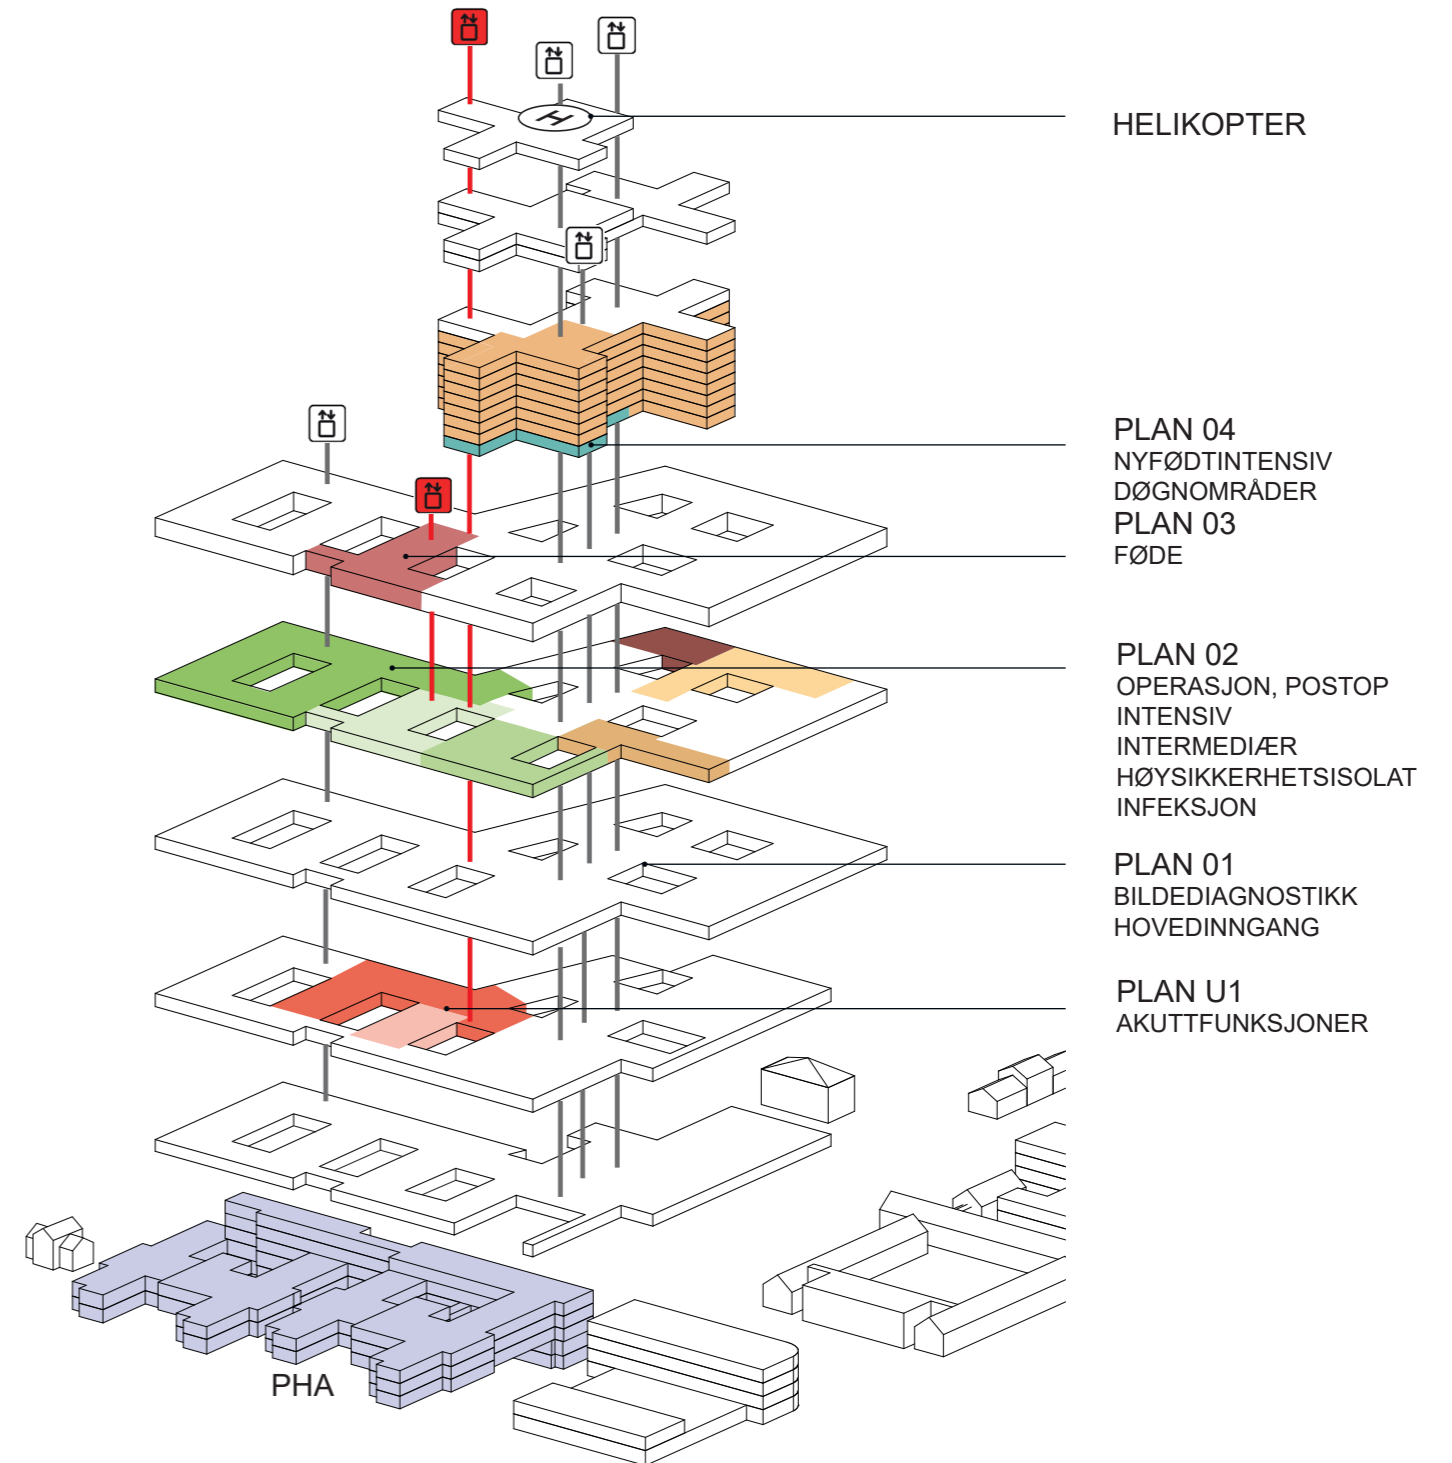 HELIKOPTER
H
PLAN 04
NYFØDTINTENSIV
DØGNOMRÅDER
PLAN 03
FØDE
PLAN 02
OPERASJON, POSTOP
INTENSIV
INTERMEDIÆR
HØYSIKKERHETSISOLAT
INFEKSJON
PLAN 01
BILDEDIAGNOSTIKK
HOVEDINNGANG
PLAN U1
AKUTTFUNKSJONER
PHA